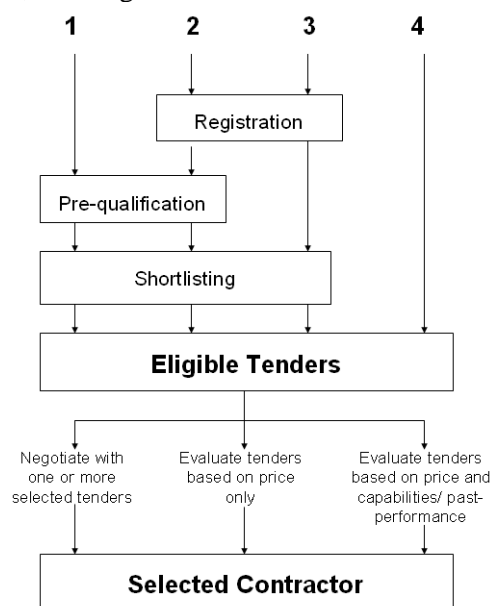 1 2 3 4
Registration
Pre-qualification
Shortlisting
Eligible Tenders
Negotiate with
one or more
selected tenders
Evaluate tenders
based on price
only
Evaluate tenders
based on price and
capabilities/ past-
performance
Selected Contractor